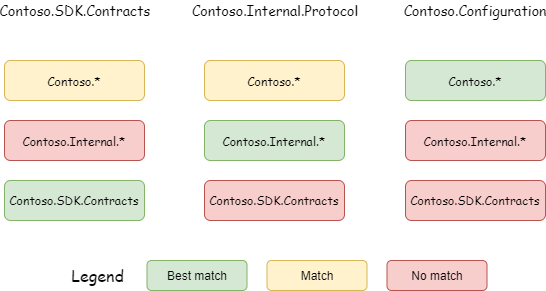 Contoso.SDK.Contracts Contoso.Internal.Protocol Contoso.Configuration
Contoso.* Contoso.* Contoso.*
Contoso.Internal.* Contoso.Internal.* Contoso.Internal.*
Contoso.SDK.Contracts Contoso.SDK.Contracts Contoso.SDK.Contracts
Legend Best match Match No match